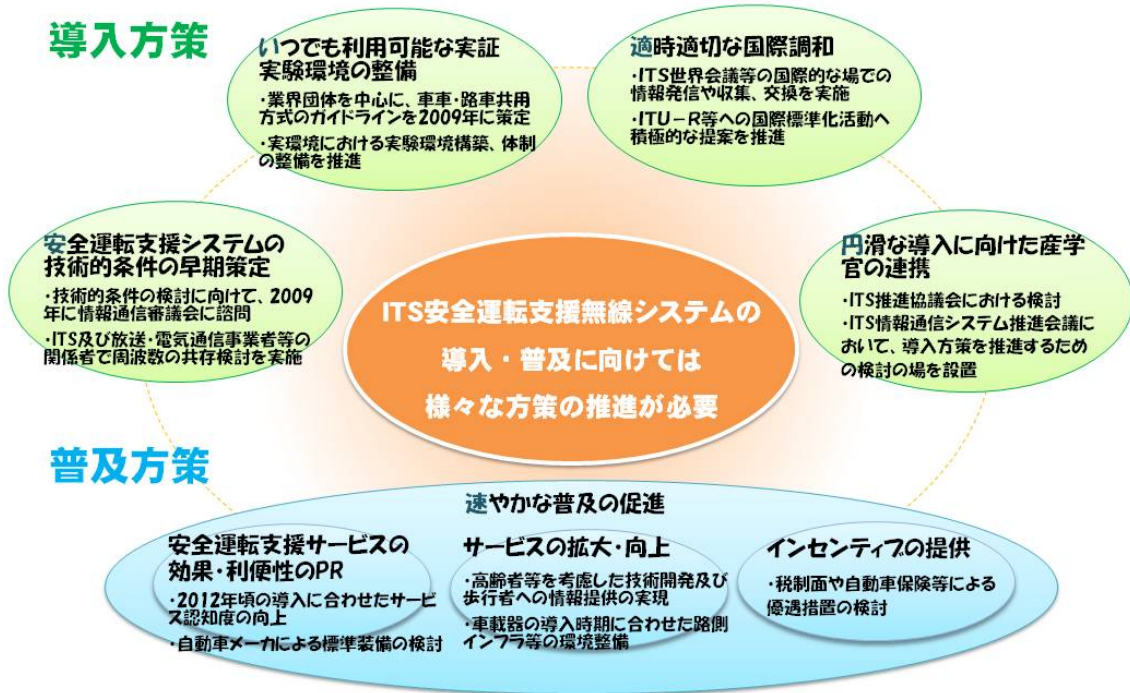 導入方策
いつでも利用可能な実証
実験環境の整備
・業界団体を中心に、車車・路車共用
方式のガイドラインを2009年に策定
・実環境における実験環境構築、体制
の整備を推進
適時適切な国際調和
・ITS世界会議等の国際的な場での
情報発信や収集、交換を実施
・ITU－R等への国際標準化活動へ
積極的な提案を推進
安全運転支援システムの
技術的条件の早期策定
・技術的条件の検討に向けて、2009
年に情報通信審議会に諮問
・ITS及び放送・電気通信事業者等の
関係者で周波数の共存検討を実施
円滑な導入に向けた産学
官の連携
・ITS推進協議会における検討
・ITS情報通信システム推進会議に
おいて、導入方策を推進するため
の検討の場を設置
ITS安全運転支援無線システムの
導入・普及に向けては
様々な方策の推進が必要
普及方策
速やかな普及の促進
安全運転支援サービスの
効果・利便性のPR
・2012年頃の導入に合わせたサービ
ス認知度の向上
・自動車メーカによる標準装備の検討
サービスの拡大・向上
・高齢者等を考慮した技術開発及び
歩行者への情報提供の実現
・車載器の導入時期に合わせた路側
インフラ等の環境整備
インセンティブの提供
・税制面や自動車保険等による
優遇措置の検討